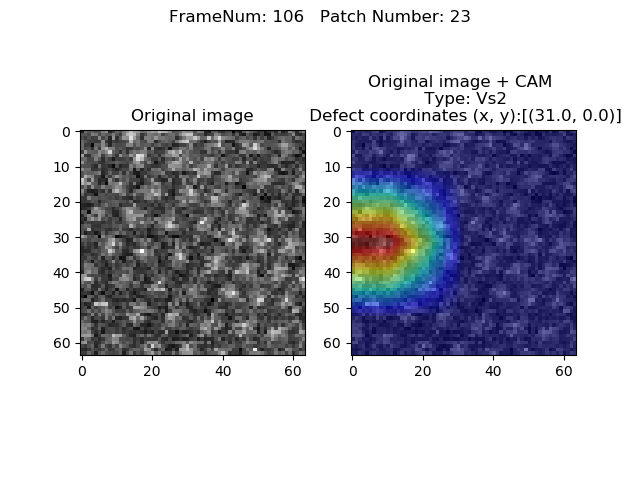 FrameNum: 106   Patch Number: 23
Original image
Original image + CAM
Type: Vs2
Defect coordinates (x, y):[(31.0, 0.0)]
0
10
20
30
40
50
60
0 20 40 60
0
10
20
30
40
50
60
0 20 40 60